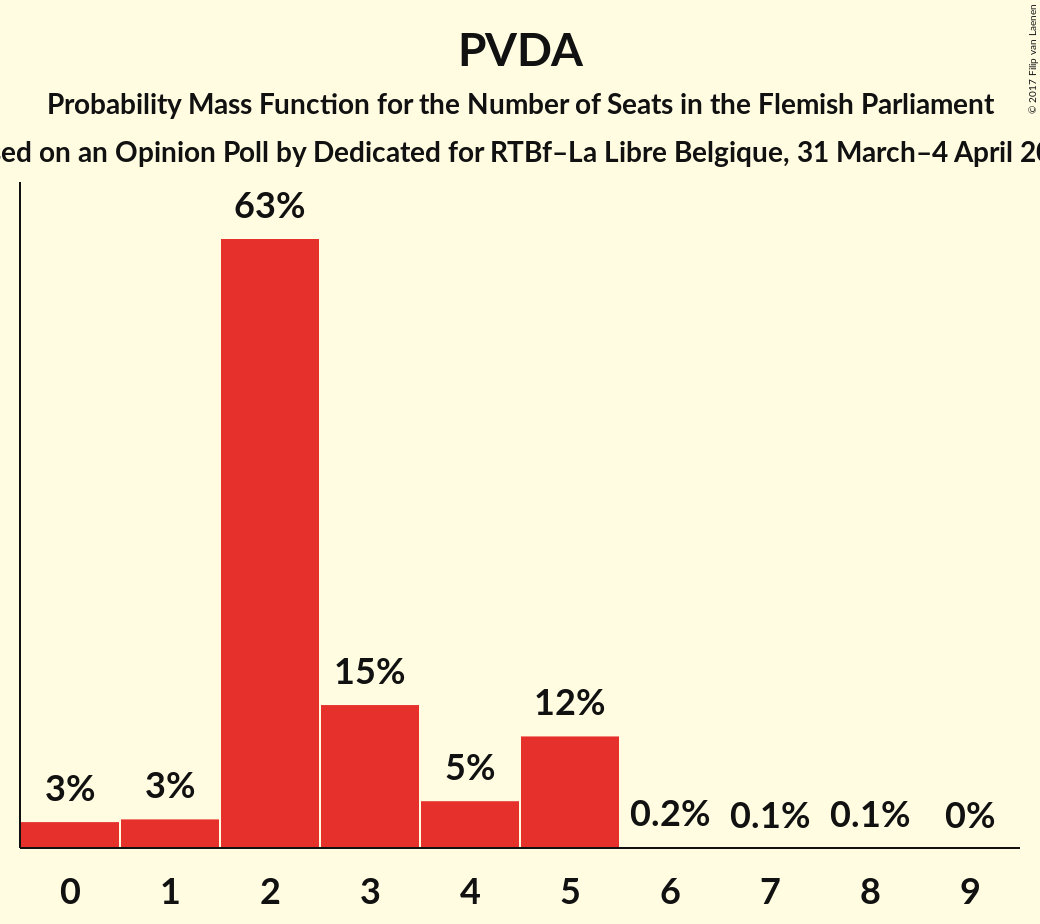 PVDA
Probability Mass Function for the Number of Seats in the Flemish Parliament
on an Opinion Poll by Dedicated for RTBf–La Libre Belgique, 31 March–4 April
63%
15%
12%
5%
3%
3%
0.2%
0.1%
0.1%
0%
0 1 2 3 4 5 6 7 8 9
© 2017 Filip van Laenen